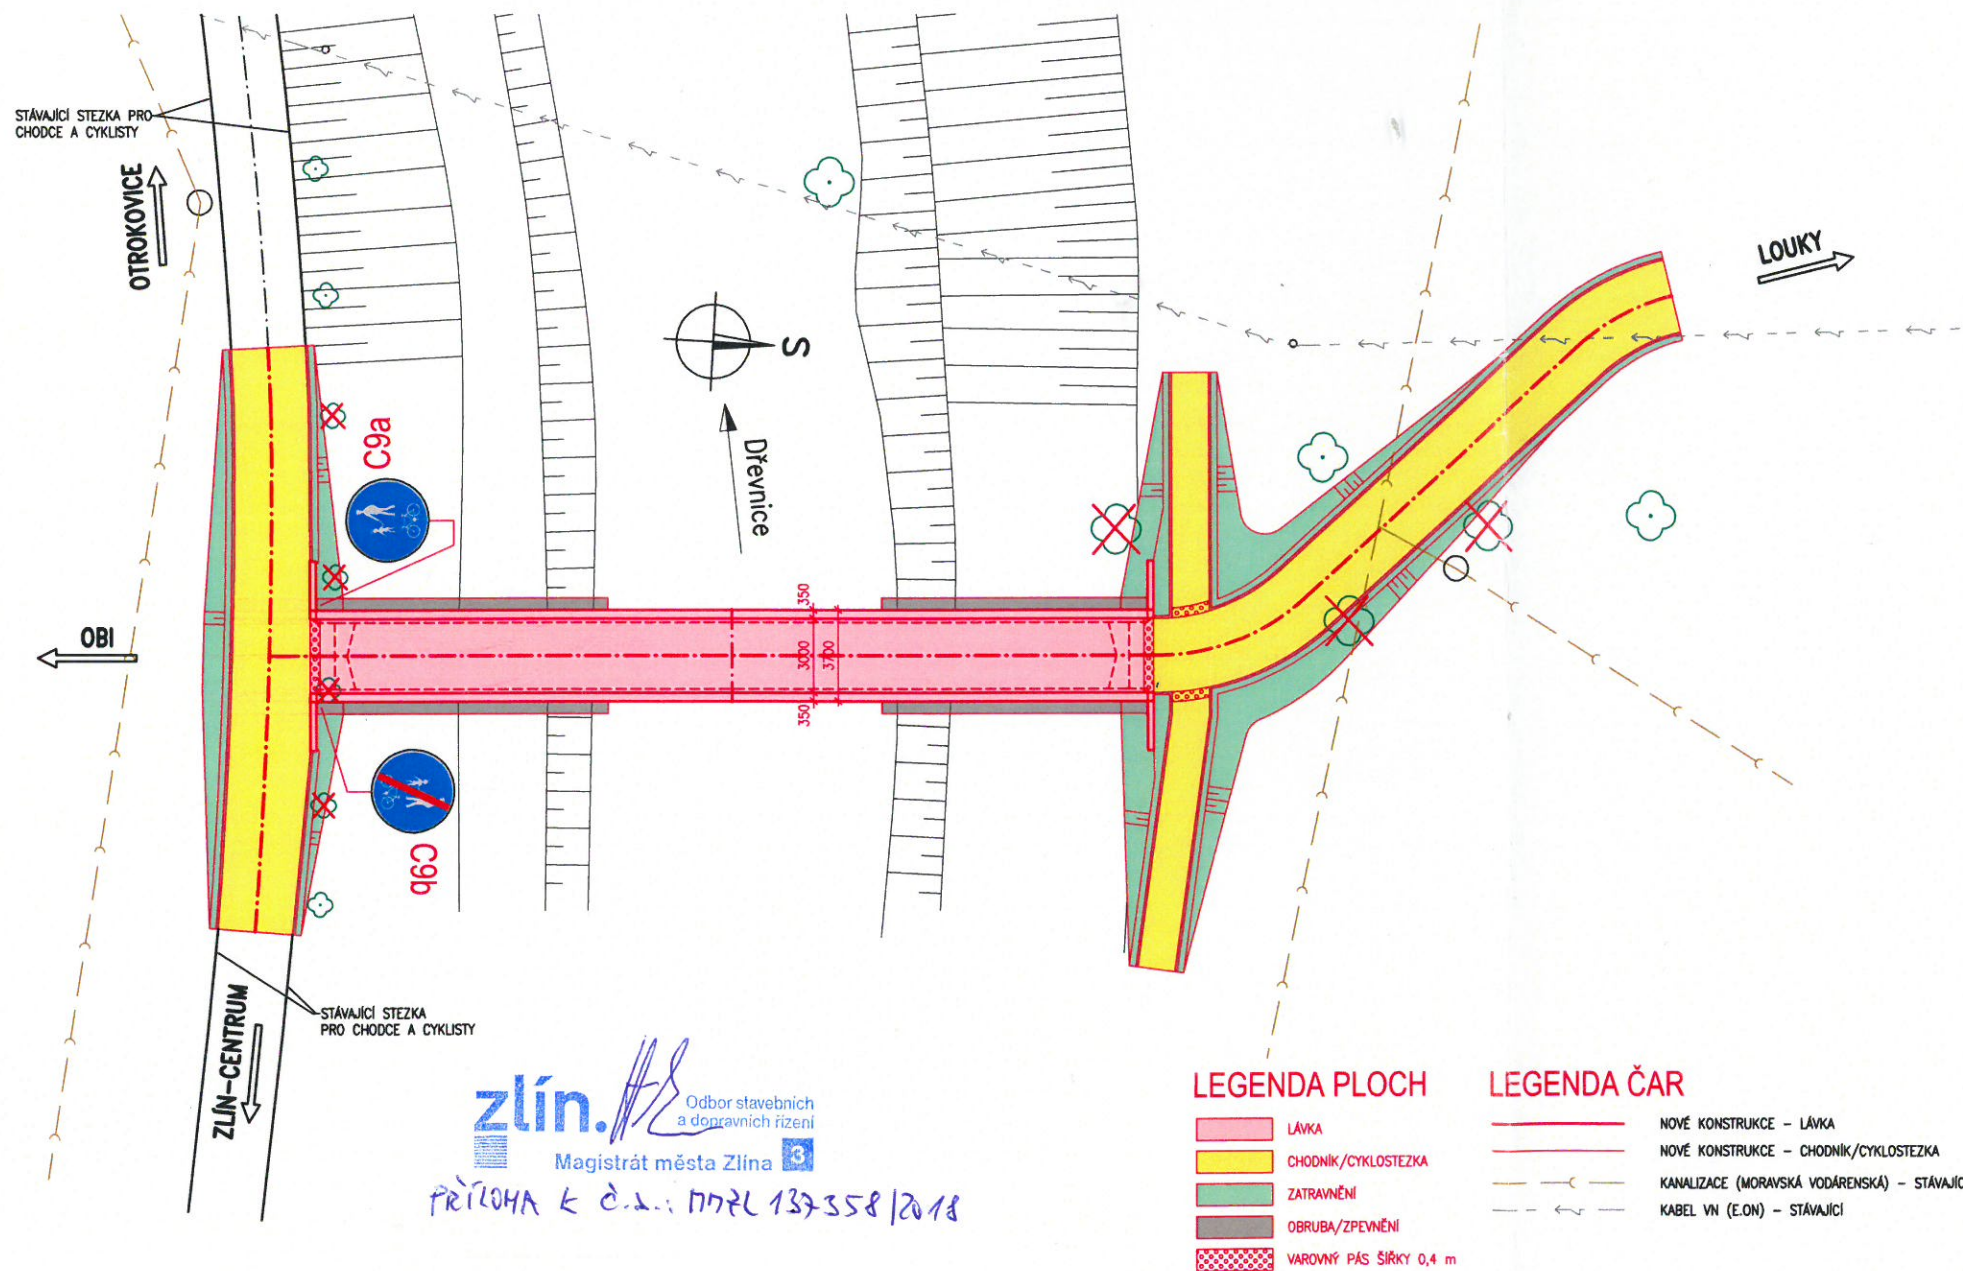 STÁVAJÍCÍ STEZKA PRO
CHODCE A CYKLISTY
OTROKOVICE
LOUKY
S
C9a
Dřevnice
OBI
350
3000
3700
350
C9b
STÁVAJÍCÍ STEZKA
PRO CHODCE A CYKLISTY
ZLÍN-CENTRUM
zlín.
Odbor stavebních
a dopravních řízení
Magistrát města Zlína 3
PŘÍLOHA K č.j.: MMZL 137358/2018
LEGENDA PLOCH
LÁVKA
CHODNÍK/CYKLOSTEZKA
ZATRAVNĚNÍ
OBRUBA/ZPEVNĚNÍ
VAROVNÝ PÁS ŠÍŘKY 0,4 m
LEGENDA ČAR
NOVÉ KONSTRUKCE - LÁVKA
NOVÉ KONSTRUKCE - CHODNÍK/CYKLOSTEZKA
KANALIZACE (MORAVSKÁ VODÁRENSKÁ) - STÁVAJÍC
KABEL VN (E.ON) - STÁVAJÍCÍ